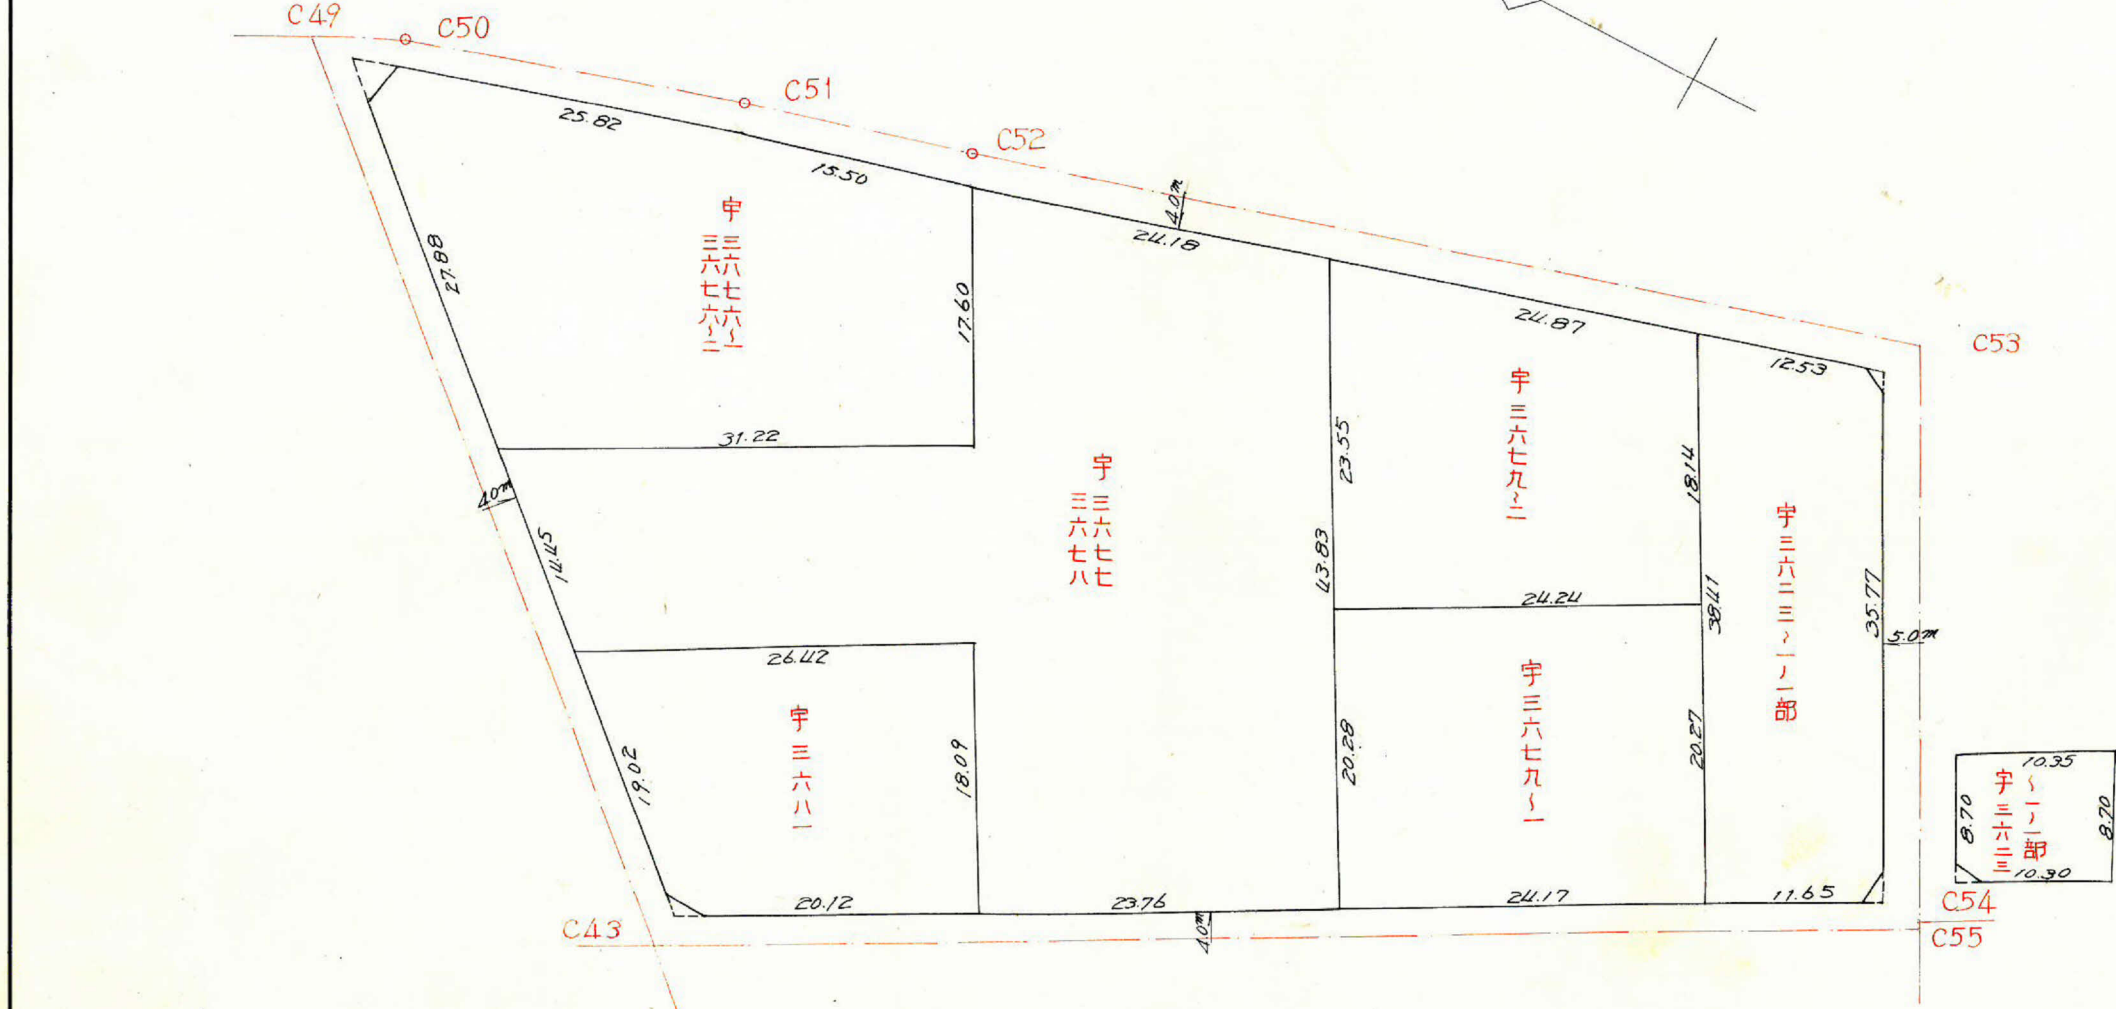 C49
C50
C51
C52
C53
25.82
15.50
4.0m
24.18
24.87
12.53
27.88
宇 三六七六〜一
三六七六〜二
17.60
31.22
宇 三六七七
三六七八
23.55
43.83
宇 三六七九〜二
18.14
24.24
38.41
宇 三六二三〜一ノ一部
35.77
5.0m
4.0m
14.45
26.42
19.02
宇 三六八一
18.09
20.28
宇 三六七九〜一
20.27
20.12
23.76
24.17
11.65
4.0m
10.35
8.70
宇 三六二三
〜一ノ一部
8.70
10.30
C43
C54
C55